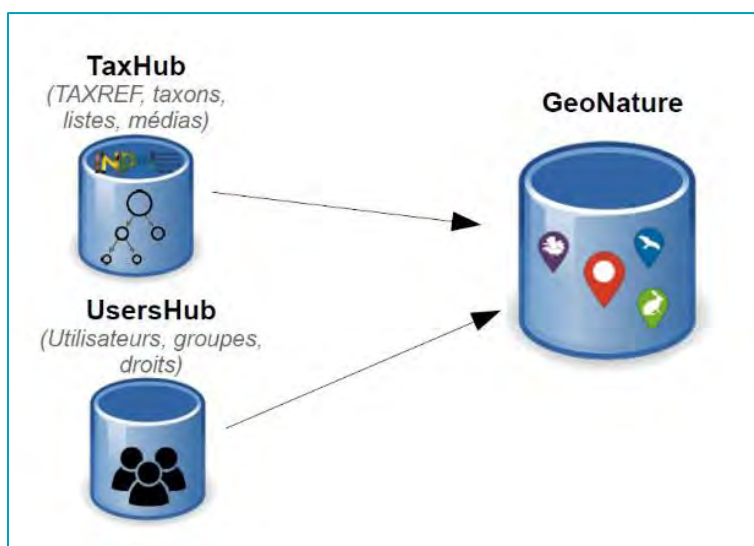 TaxHub
(TAXREF, taxons,
listes, médias)
GeoNature
UsersHub
(Utilisateurs, groupes,
droits)